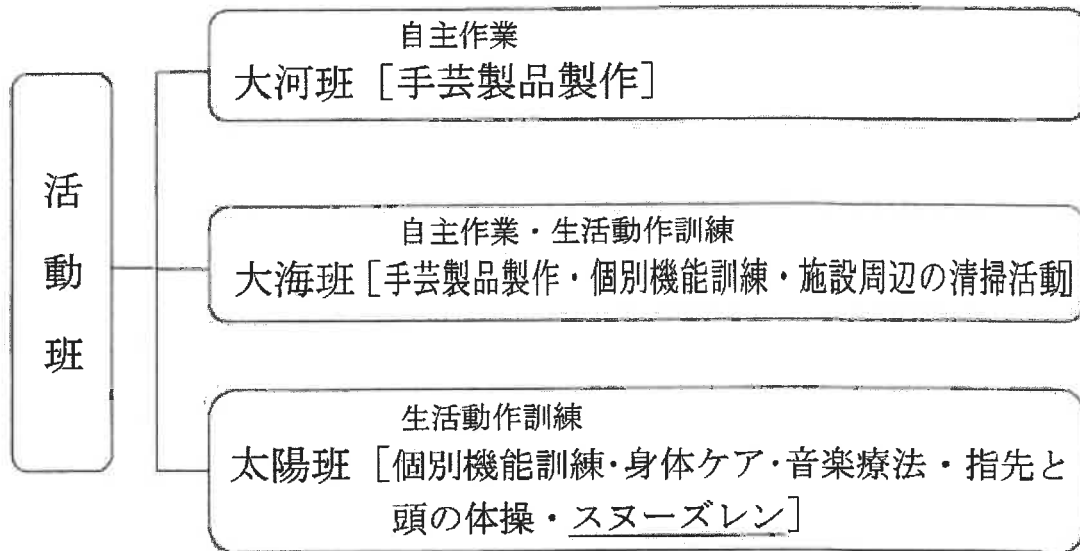 活動班
自主作業
大河班［手芸製品製作］
自主作業・生活動作訓練
大海班［手芸製品製作・個別機能訓練・施設周辺の清掃活動］
生活動作訓練
太陽班［個別機能訓練・身体ケア・音楽療法・指先と
頭の体操・スヌーズレン］